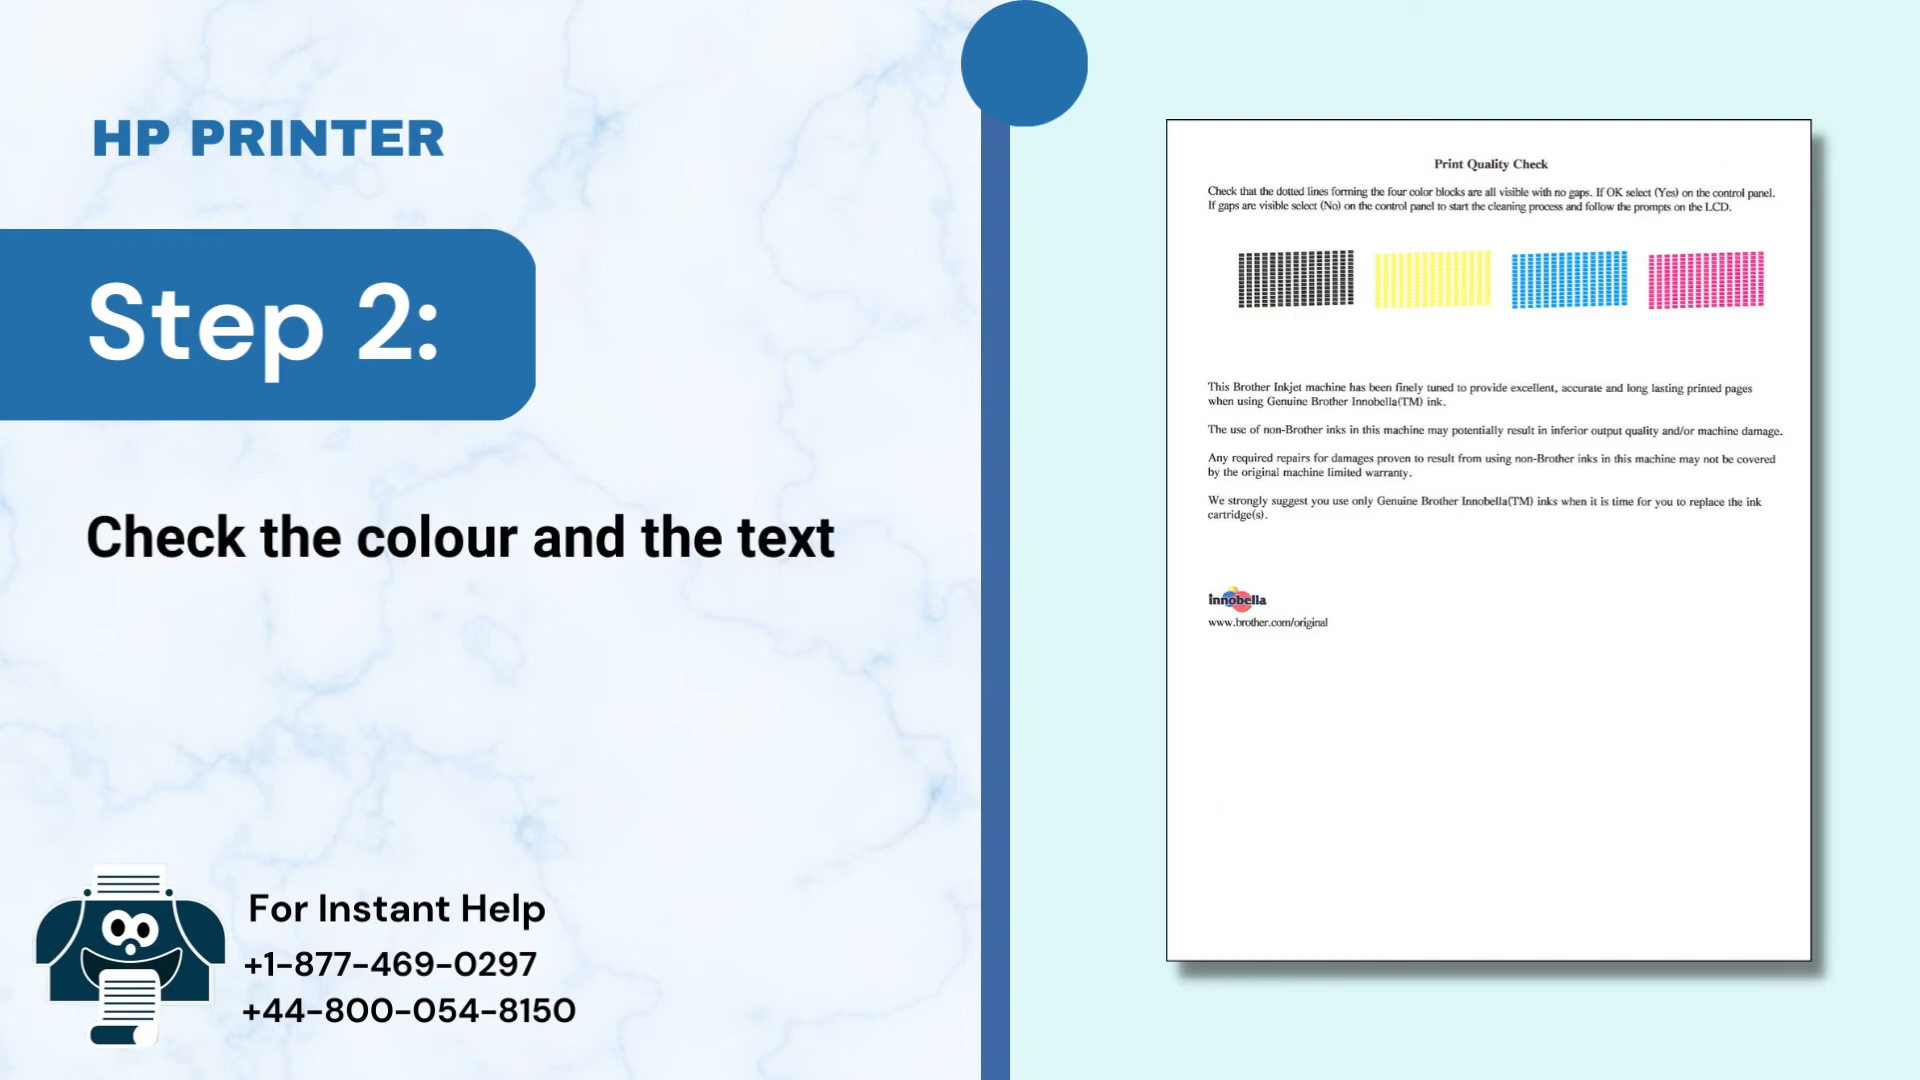 HP PRINTER
Step 2:
Check the colour and the text
For Instant Help
+1-877-469-0297
+44-800-054-8150
Print Quality Check
Check that the dotted lines forming the four color blocks are all visible with no gaps. If OK select (Yes) on the control panel.
If gaps are visible select (No) on the control panel to start the cleaning process and follow the prompts on the LCD.
This Brother Inkjet machine has been finely tuned to provide excellent, accurate and long lasting printed pages
when using Genuine Brother Innobella(TM) ink.
The use of non-Brother inks in this machine may potentially result in inferior output quality and/or machine damage.
Any required repairs for damages proven to result from using non-Brother inks in this machine may not be covered
by the original machine limited warranty.
We strongly suggest you use only Genuine Brother Innobella(TM) inks when it is time for you to replace the ink
cartridge(s).
innobella
www.brother.com/original